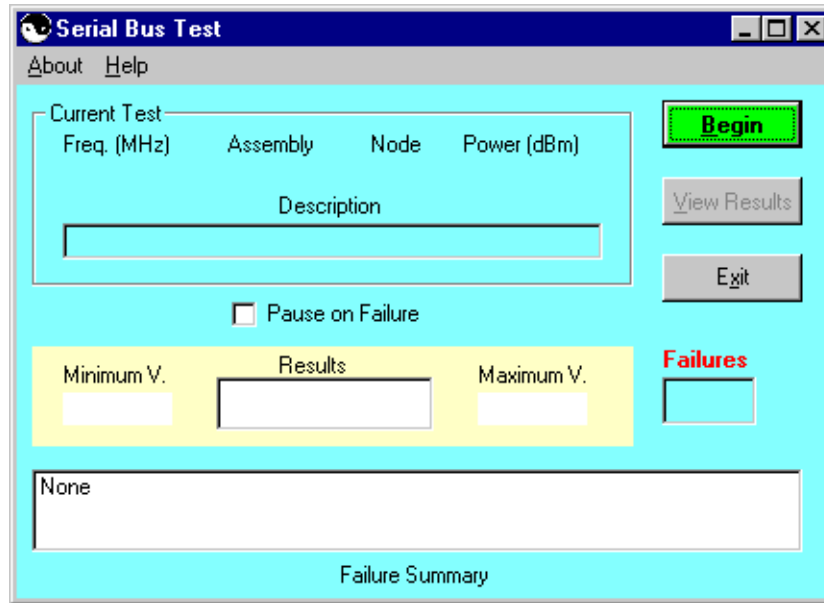 Serial Bus Test
About Help
Current Test
Freq. (MHz) Assembly Node Power (dBm)
Description
Begin
View Results
Exit
Pause on Failure
Minimum V. Results Maximum V.
Failures
None
Failure Summary